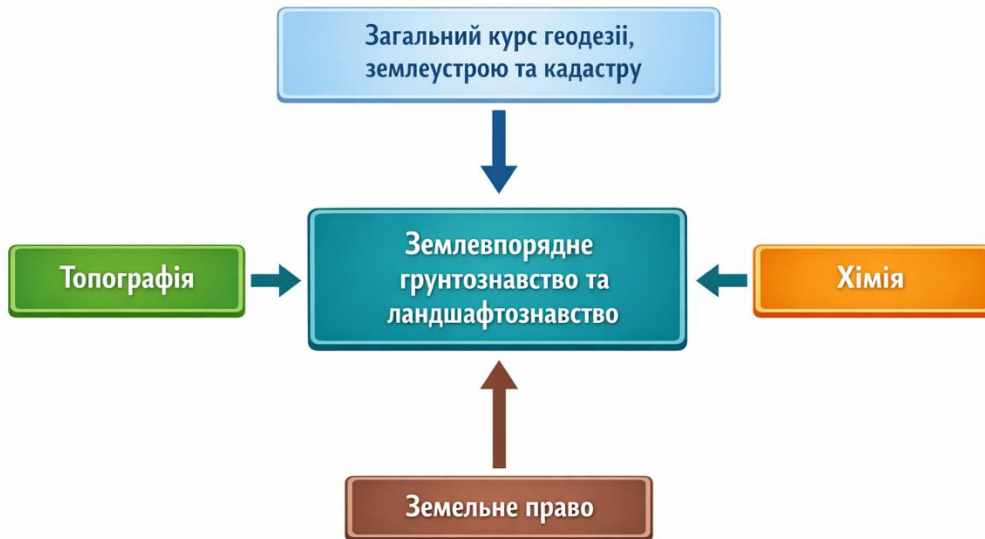 Загальний курс геодезії,
землеустрою та кадастру
Топографія
Землевпорядне
грунтознавство та
ландшафтознавство
Хімія
Земельне право